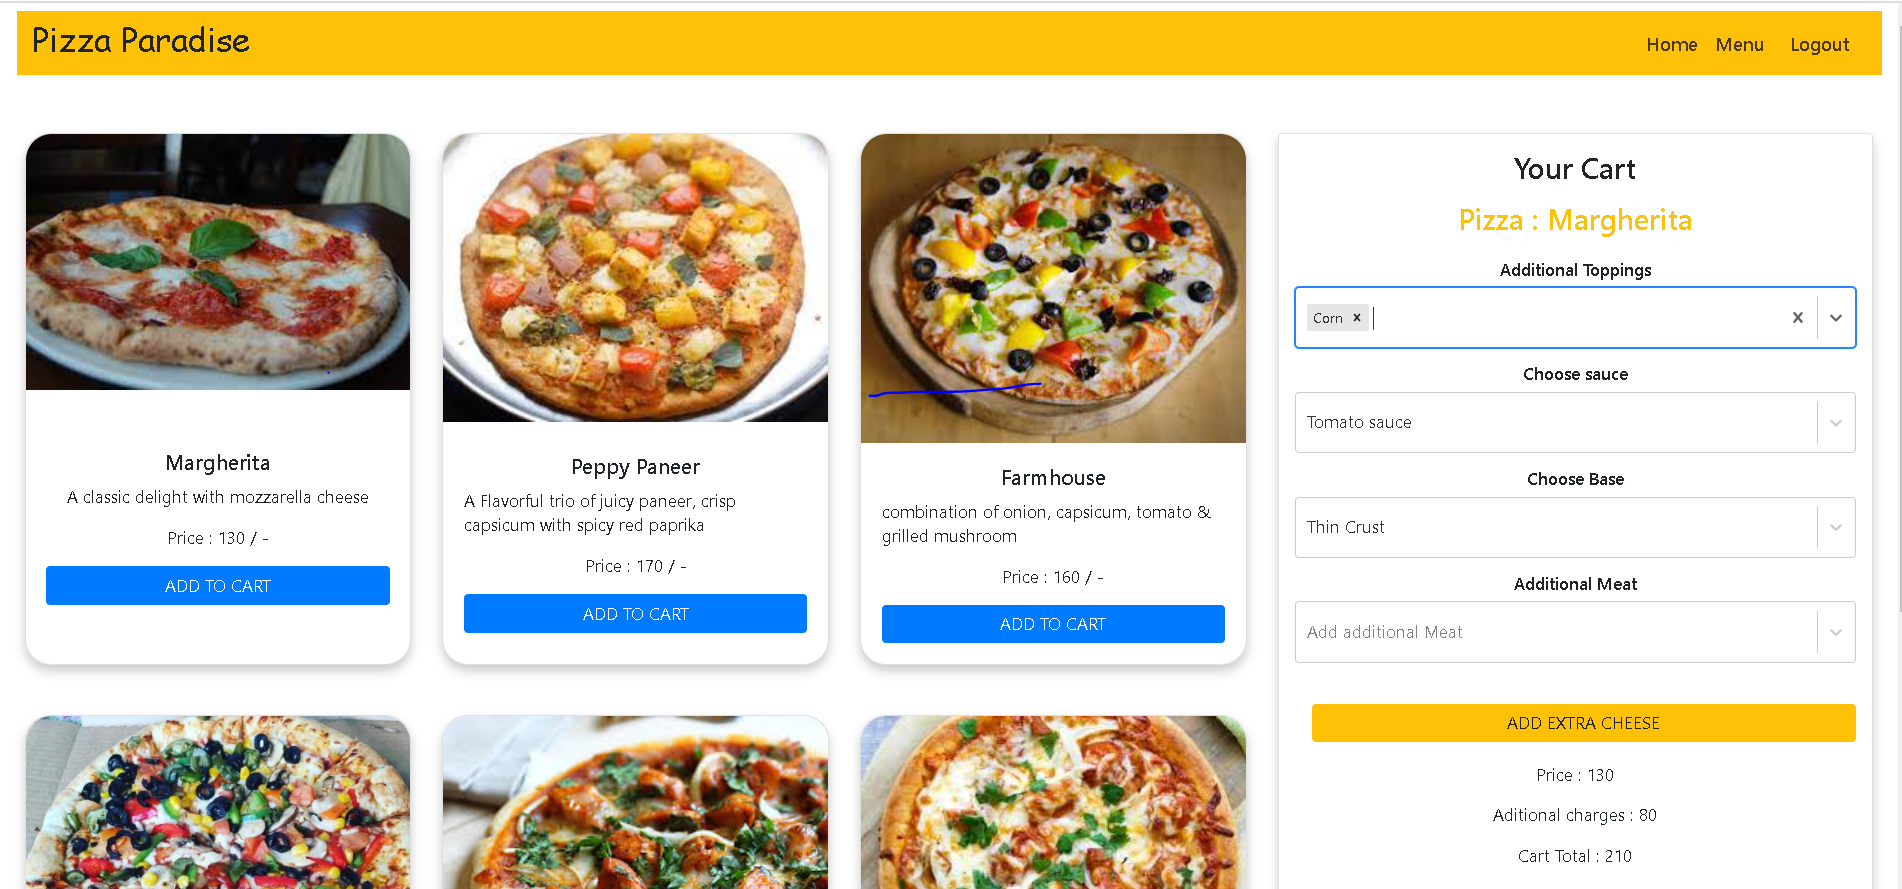 Pizza Paradise
Home Menu Logout
Margherita
A classic delight with mozzarella cheese
Price : 130 / -
ADD TO CART
Peppy Paneer
A Flavorful trio of juicy paneer, crisp
capsicum with spicy red paprika
Price : 170 / -
ADD TO CART
Farmhouse
combination of onion, capsicum, tomato &
grilled mushroom
Price : 160 / -
ADD TO CART
Your Cart
Pizza : Margherita
Additional Toppings
Corn
Choose sauce
Tomato sauce
Choose Base
Thin Crust
Additional Meat
Add additional Meat
ADD EXTRA CHEESE
Price : 130
Aditional charges : 80
Cart Total : 210